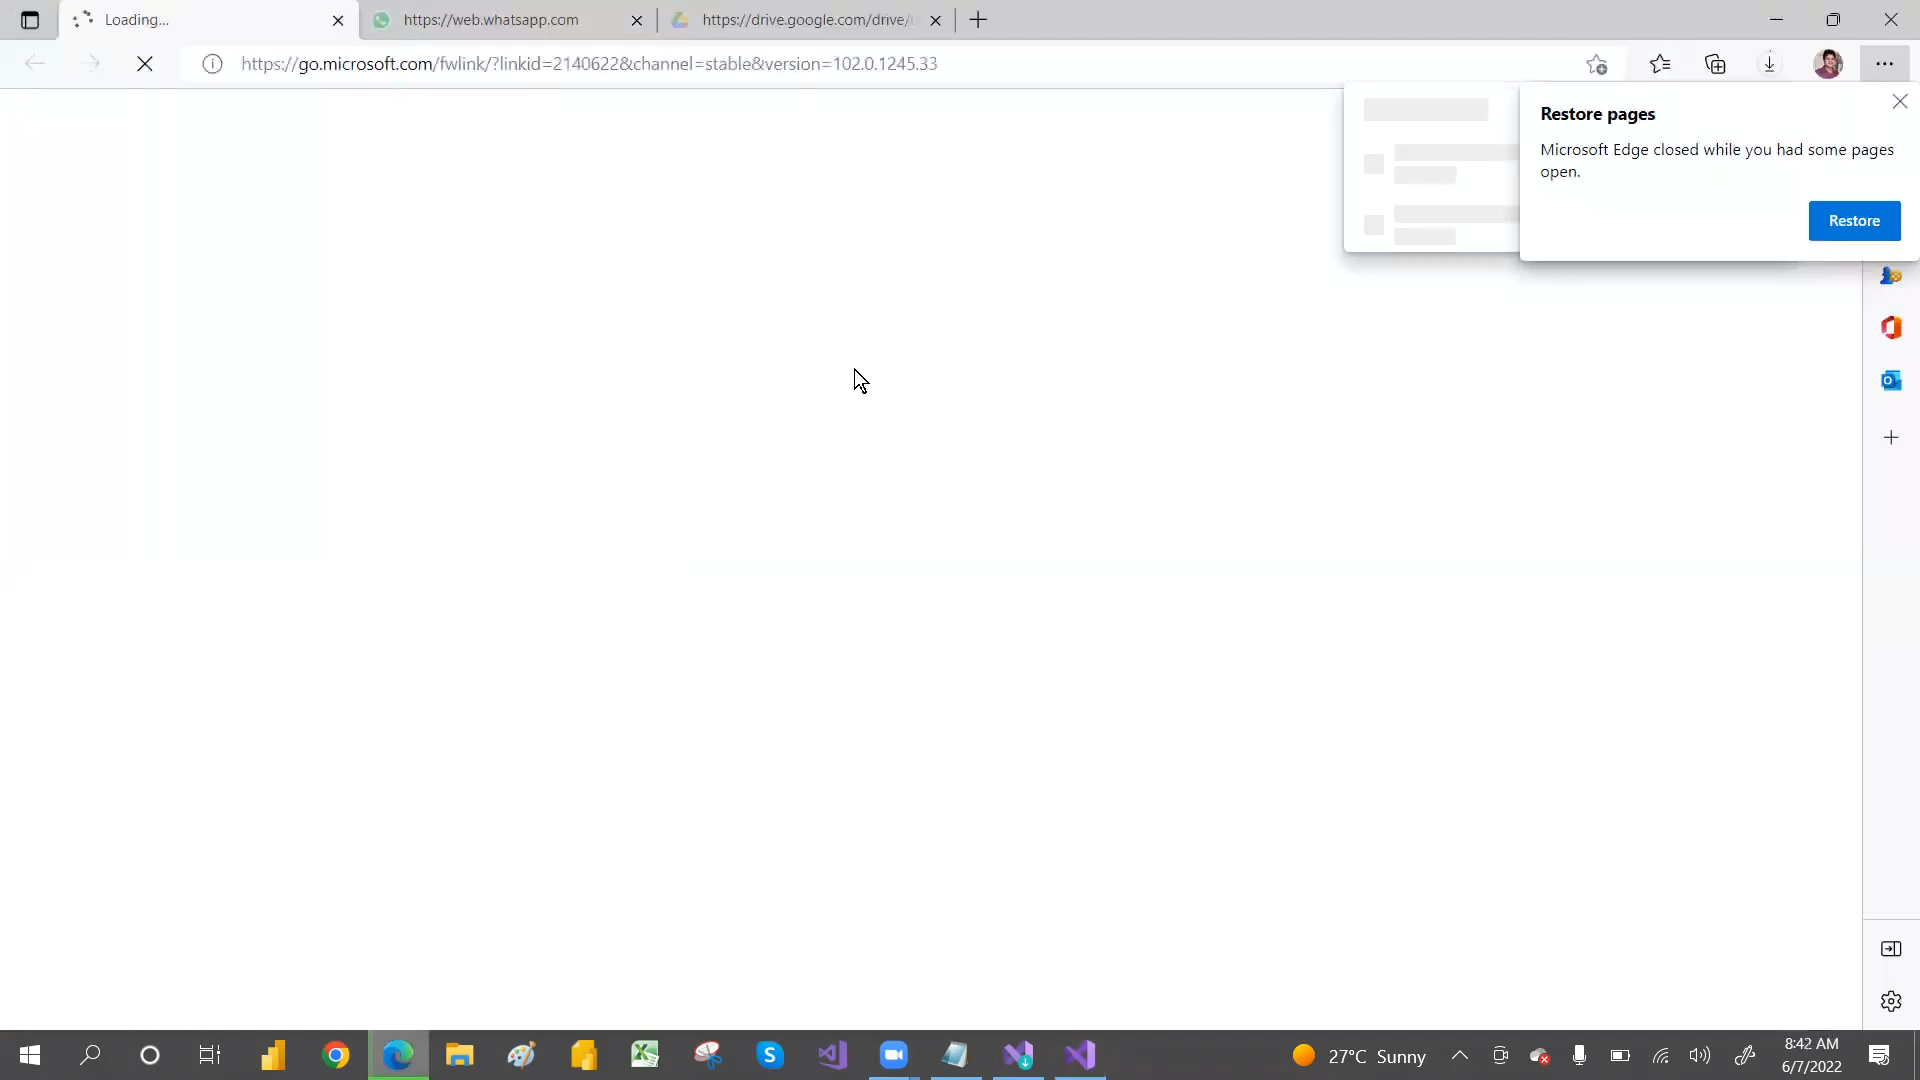 Loading...
https://web.whatsapp.com
https://drive.google.com/drive/
https://go.microsoft.com/fwlink/?linkid=2140622&channel=stable&version=102.0.1245.33
Restore pages
Microsoft Edge closed while you had some pages
open.
Restore
27°C Sunny
8:42 AM
6/7/2022